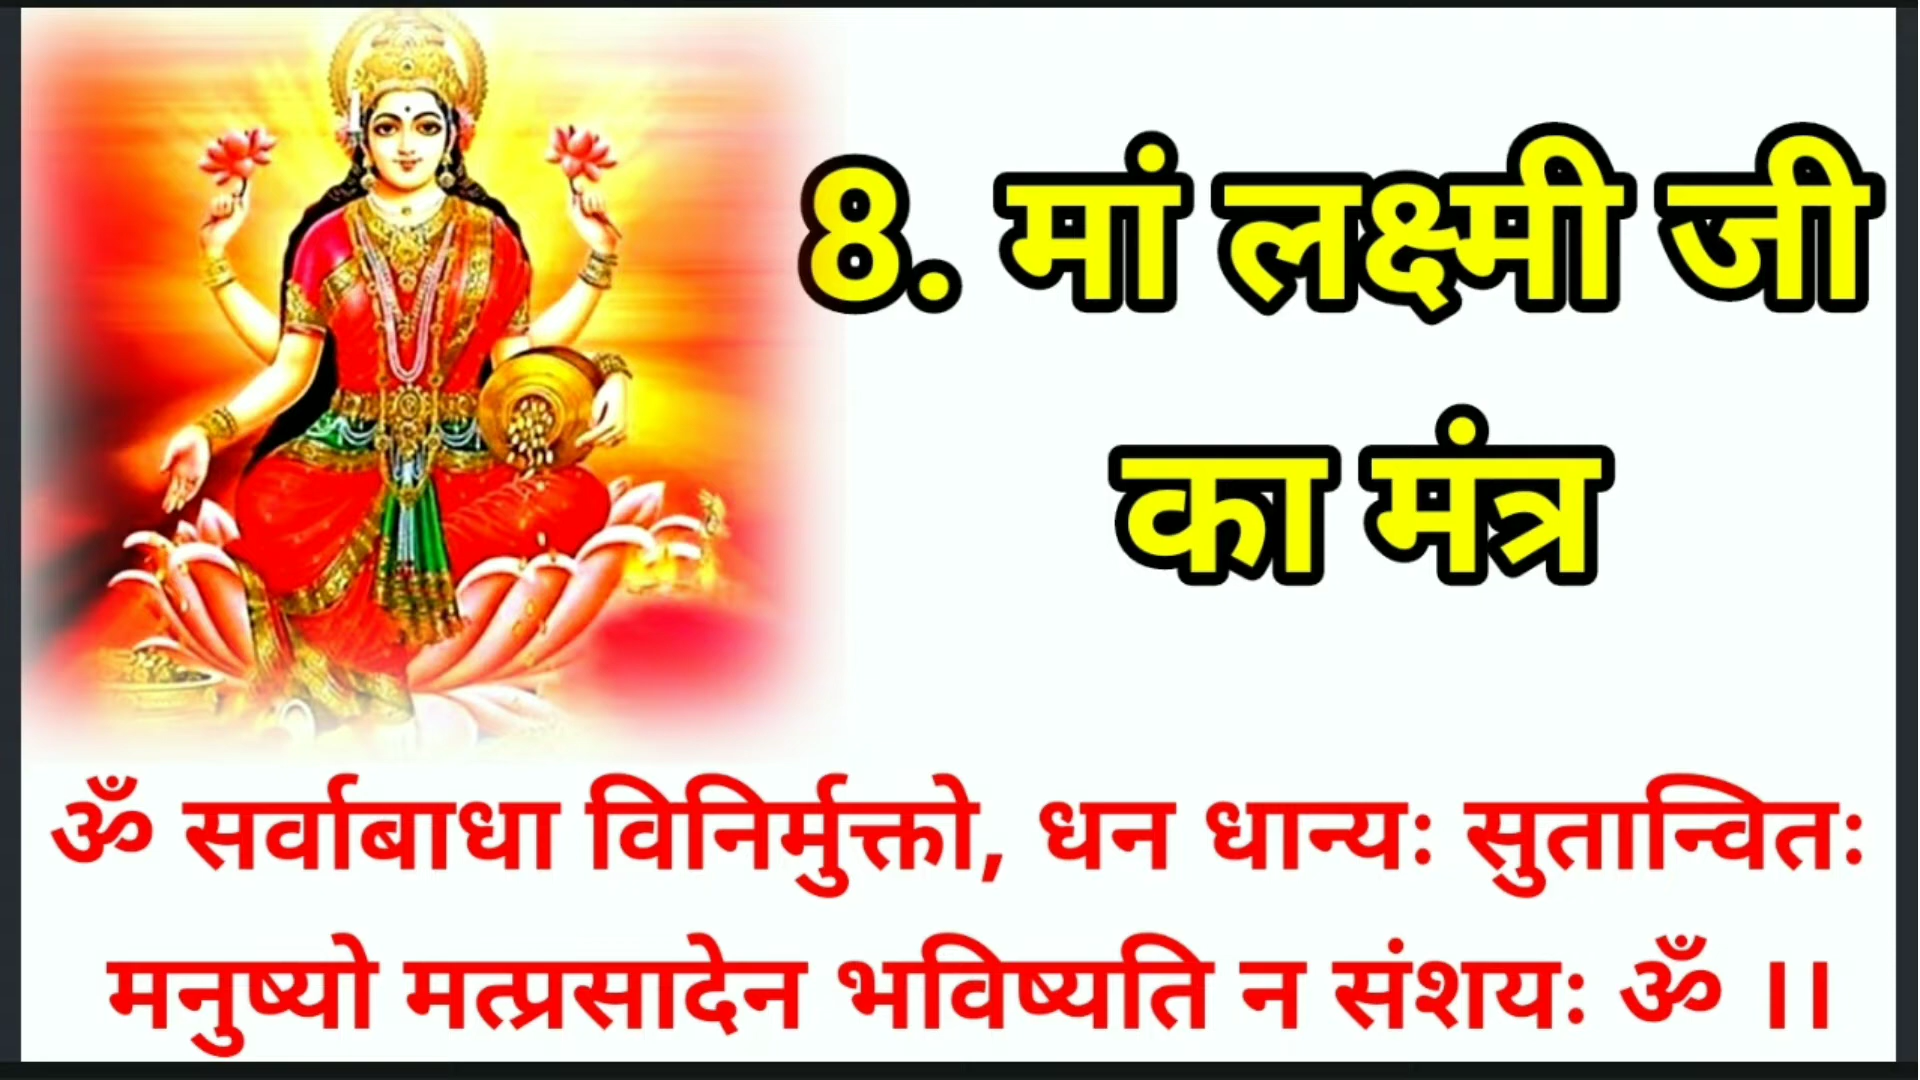 8. मां लक्ष्मी जी
का मंत्र
ॐ सर्वाबाधा विनिर्मुक्तो, धन धान्यः सुतान्वितः
मनुष्यो मत्प्रसादेन भविष्यति न संशयः ॐ ।।